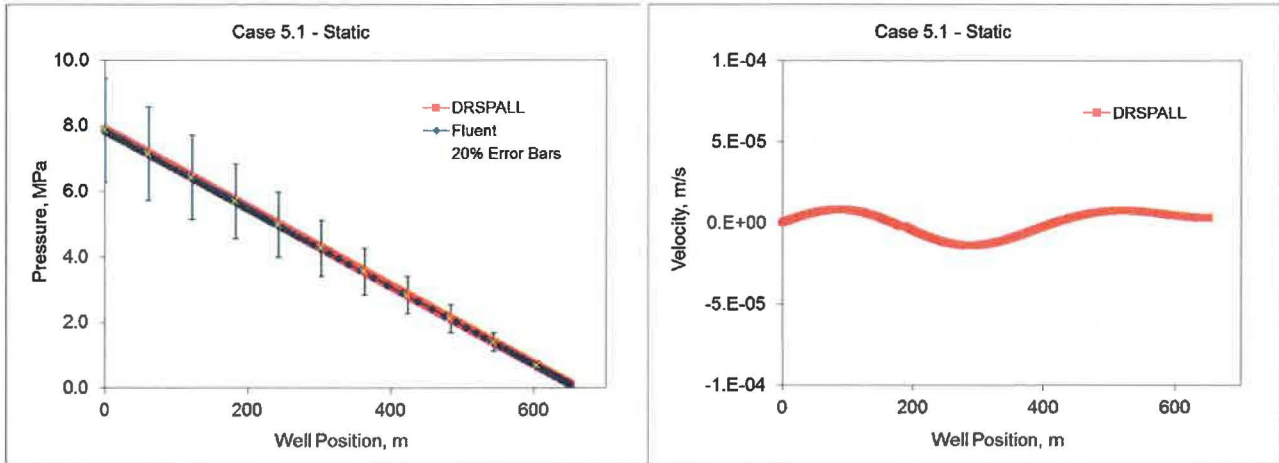 Case 5.1 - Static
10.0
8.0
6.0
4.0
2.0
0.0
Pressure, MPa
DRSPALL
Fluent
20% Error Bars
0
200
400
600
Well Position, m
Case 5.1 - Static
1.E-04
5.E-05
0.E+00
-5.E-05
-1.E-04
Velocity, m/s
DRSPALL
0
200
400
600
Well Position, m